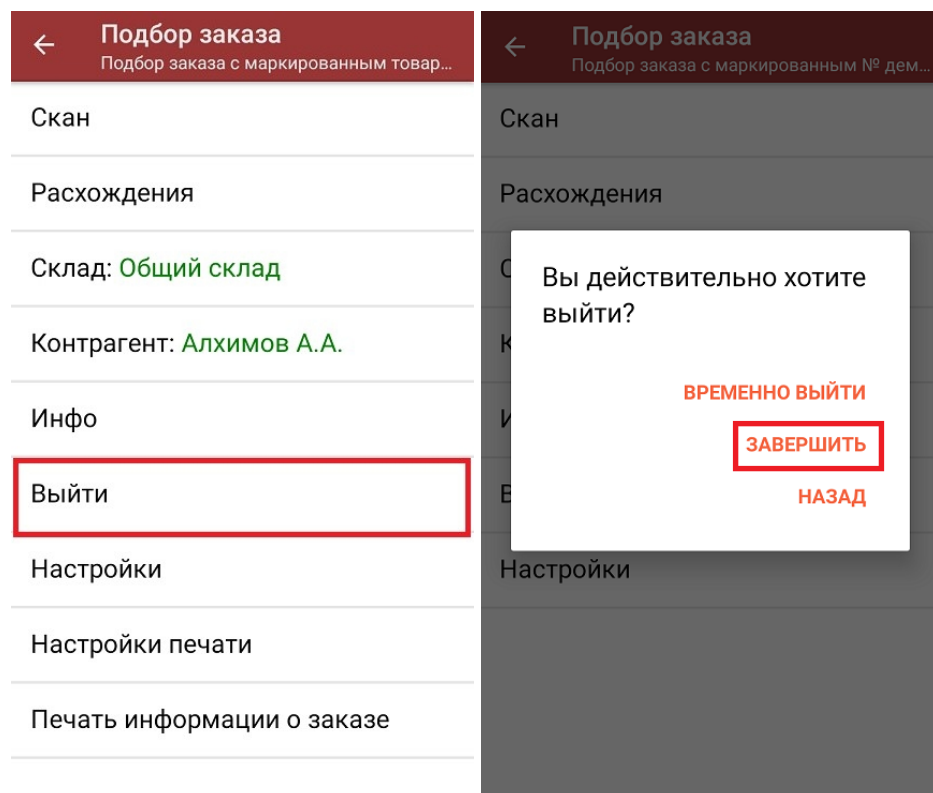 Подбор заказа
Подбор заказа с маркированным товар...
Скан
Расхождения
Склад: Общий склад
Контрагент: Алхимов А.А.
Инфо
Выйти
Настройки
Настройки печати
Печать информации о заказе
Подбор заказа
Подбор заказа с маркированным № дем...
Скан
Расхождения
Вы действительно хотите
выйти?
ВРЕМЕННО ВЫЙТИ
ЗАВЕРШИТЬ
НАЗАД
Настройки